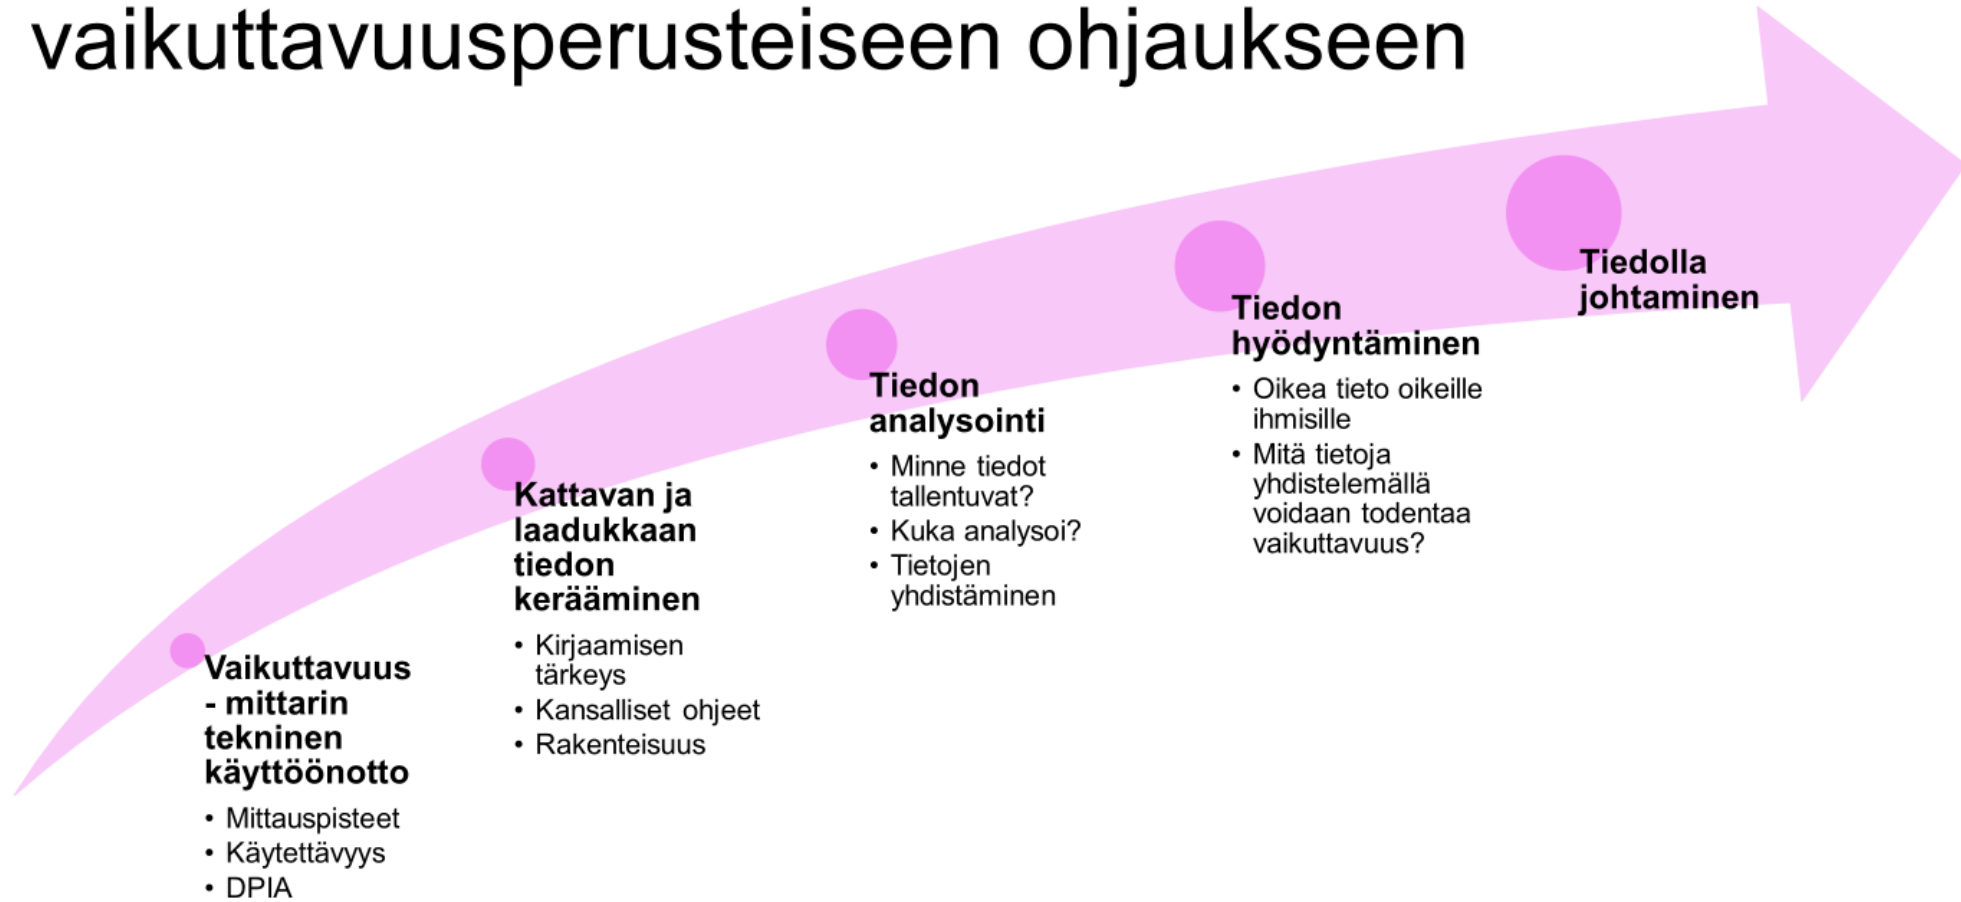 vaikuttavuusperusteiseen ohjaukseen
Vaikuttavuus
- mittarin
tekninen
käyttöönotto
• Mittauspisteet
• Käytettävyys
• DPIA
Kattavan ja
laadukkaan
tiedon
kerääminen
• Kirjaamisen
tärkeys
• Kansalliset ohjeet
• Rakenteisuus
Tiedon
analysointi
• Minne tiedot
tallentuvat?
• Kuka analysoi?
• Tietojen
yhdistäminen
Tiedon
hyödyntäminen
• Oikea tieto oikeille
ihmisille
• Mitä tietoja
yhdistelemällä
voidaan todentaa
vaikuttavuus?
Tiedolla
johtaminen